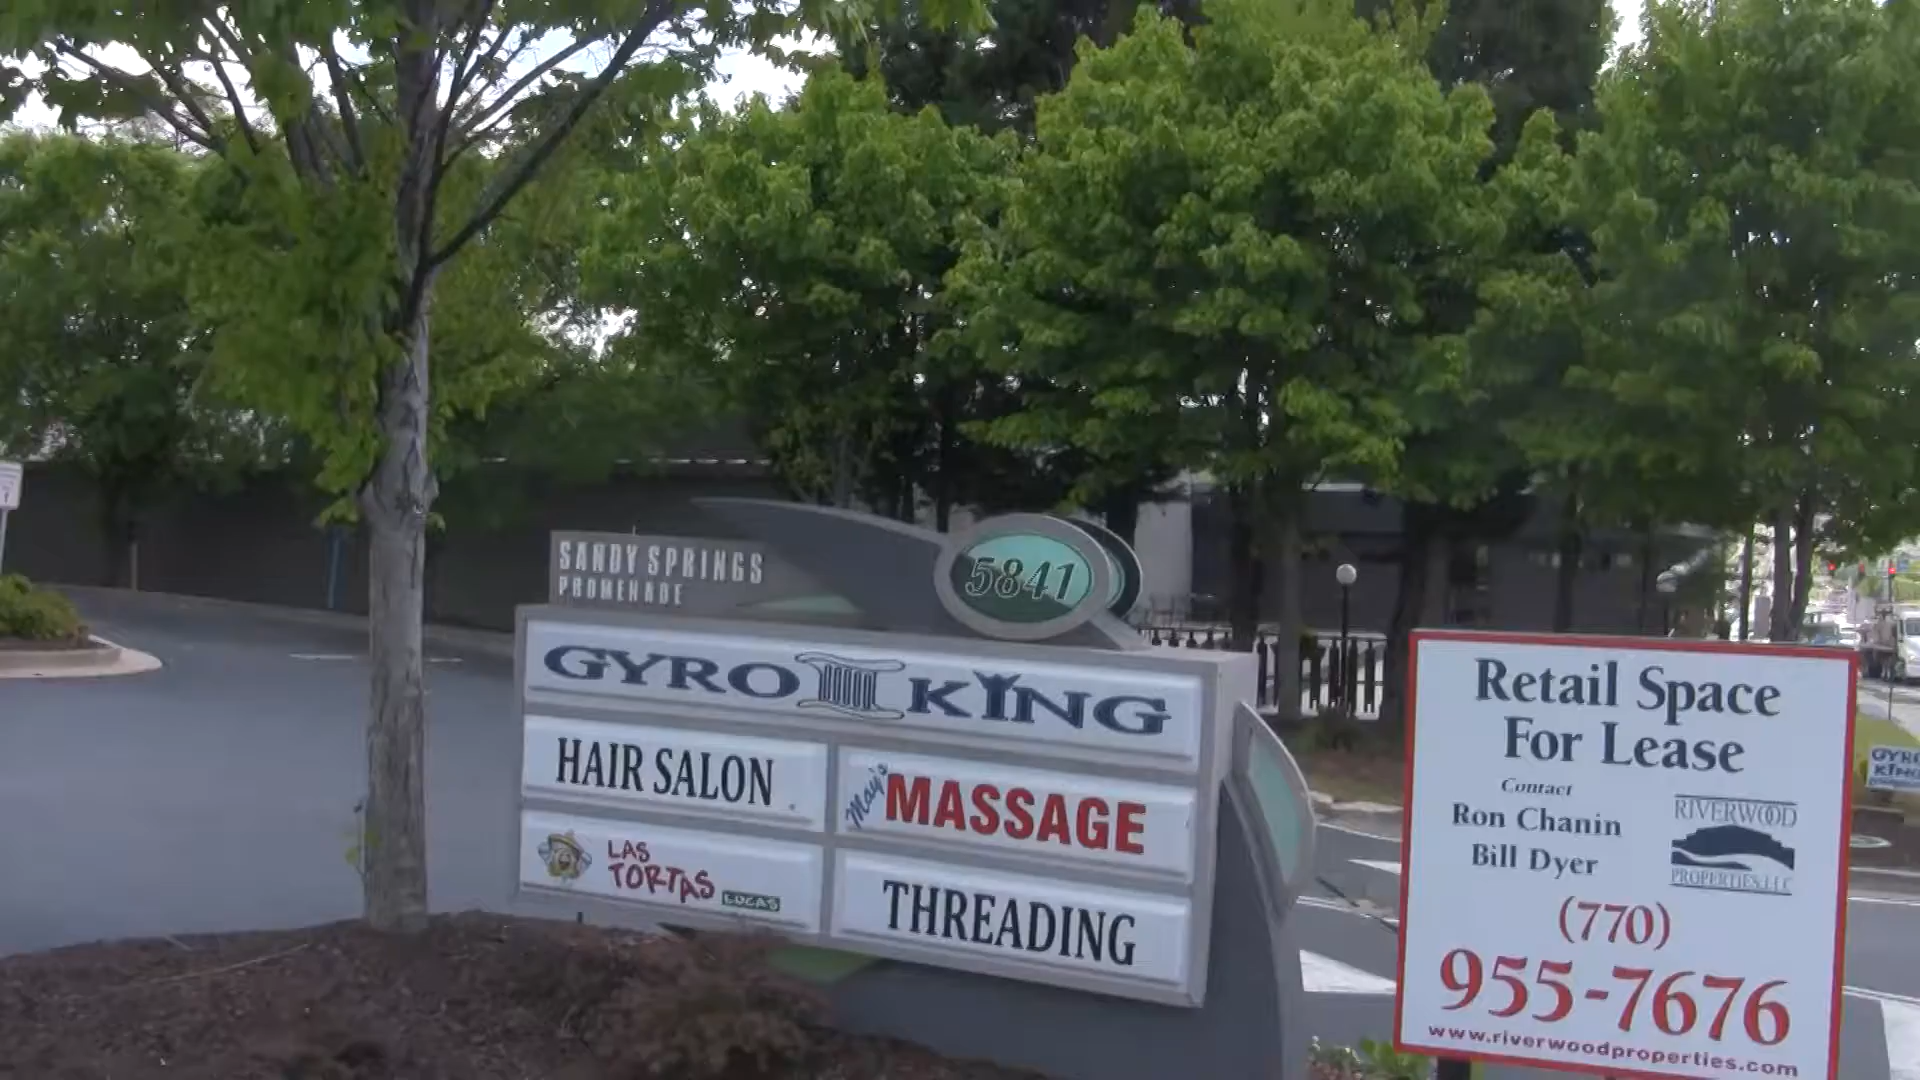 SANDY SPRINGS
PROMENADE
5841
GYRO KING
HAIR SALON
May's MASSAGE
LAS
TORTAS
LUCAS
THREADING
Retail Space
For Lease
Contact
Ron Chanin
Bill Dyer
RIVERWOOD
PROPERTIES, LLC
(770)
955-7676
www.riverwoodproperties.com
GYRO
KING